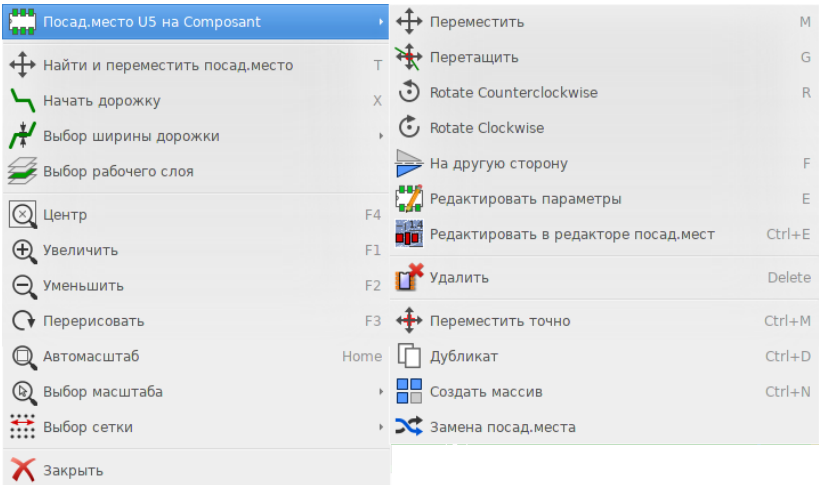 Посад.место U5 на Composant
Найти и переместить посад.место T
Начать дорожку X
Выбор ширины дорожки
Выбор рабочего слоя
Центр F4
Увеличить F1
Уменьшить F2
Перерисовать F3
Автомасштаб Home
Выбор масштаба
Выбор сетки
Закрыть
Переместить M
Перетащить G
Rotate Counterclockwise R
Rotate Clockwise
На другую сторону F
Редактировать параметры E
Редактировать в редакторе посад.мест Ctrl+E
Удалить Delete
Переместить точно Ctrl+M
Дубликат Ctrl+D
Создать массив Ctrl+N
Замена посад.места